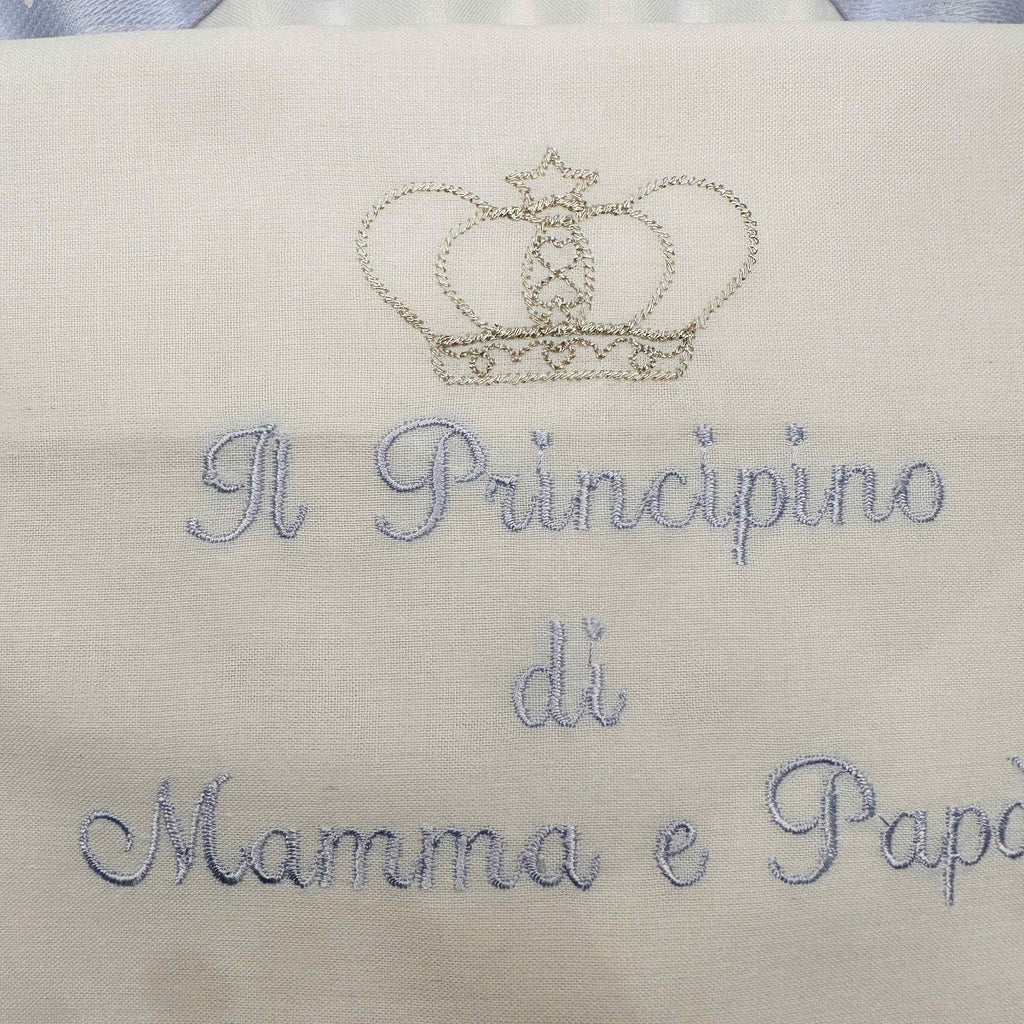 Il Principino
di
Mamma e Papà